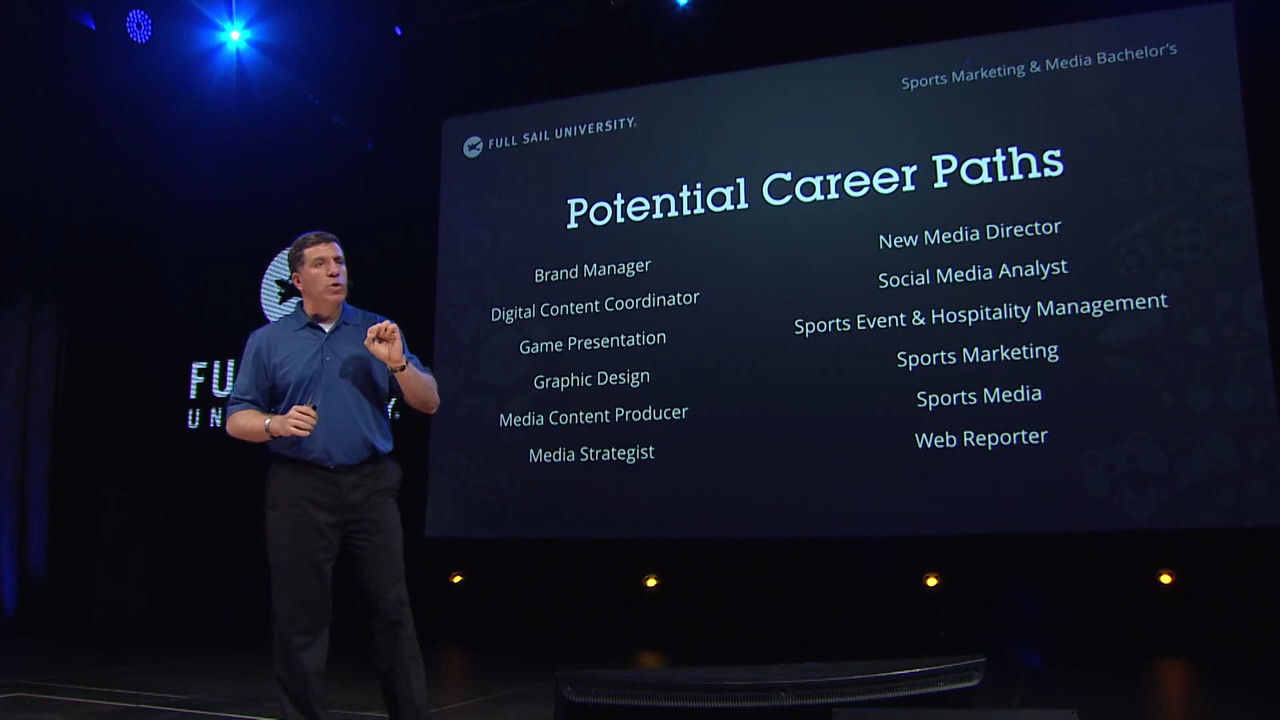 Sports Marketing & Media Bachelor's
FULL SAIL UNIVERSITY
Potential Career Paths
Brand Manager
Digital Content Coordinator
Game Presentation
Graphic Design
Media Content Producer
Media Strategist
New Media Director
Social Media Analyst
Sports Event & Hospitality Management
Sports Marketing
Sports Media
Web Reporter